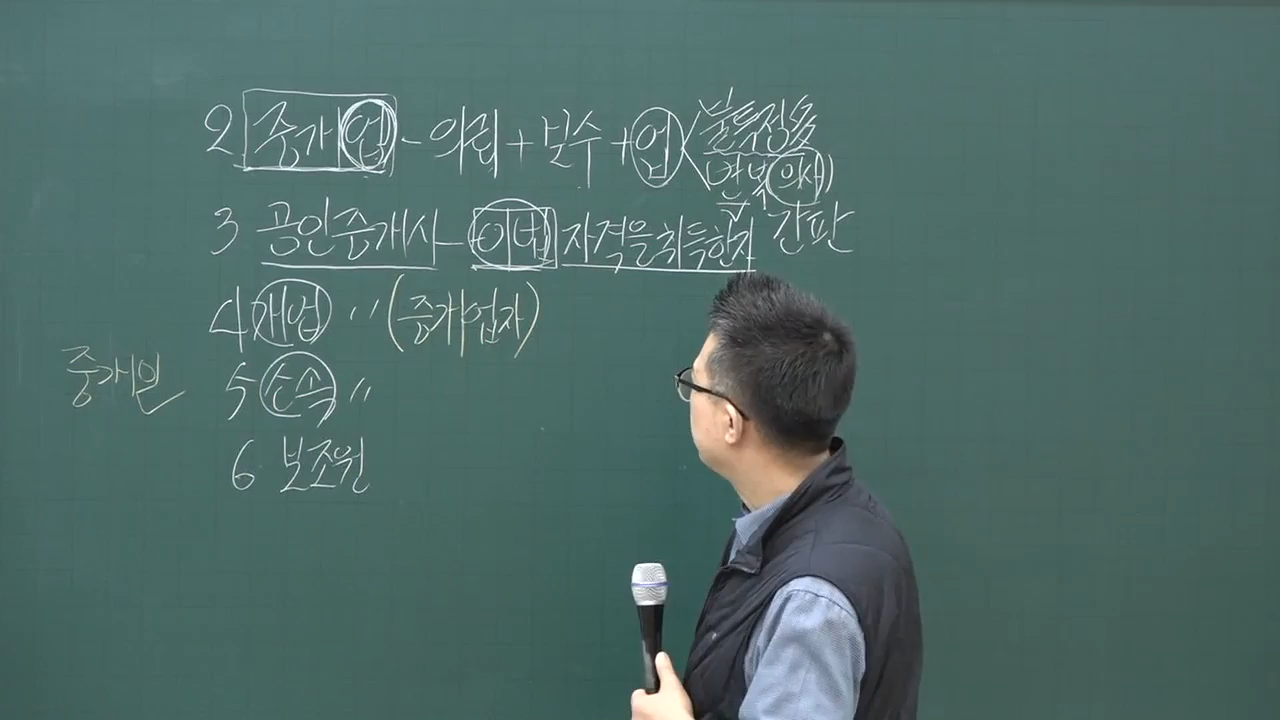 2 중개업 - 의뢰 + 보수 + 업 불특정多
반복(의사)
3 공인중개사 - 이법 자격을취득한자 간판
4 개업 〃 (중개업자)
중개인
5 소속 〃
6 보조원